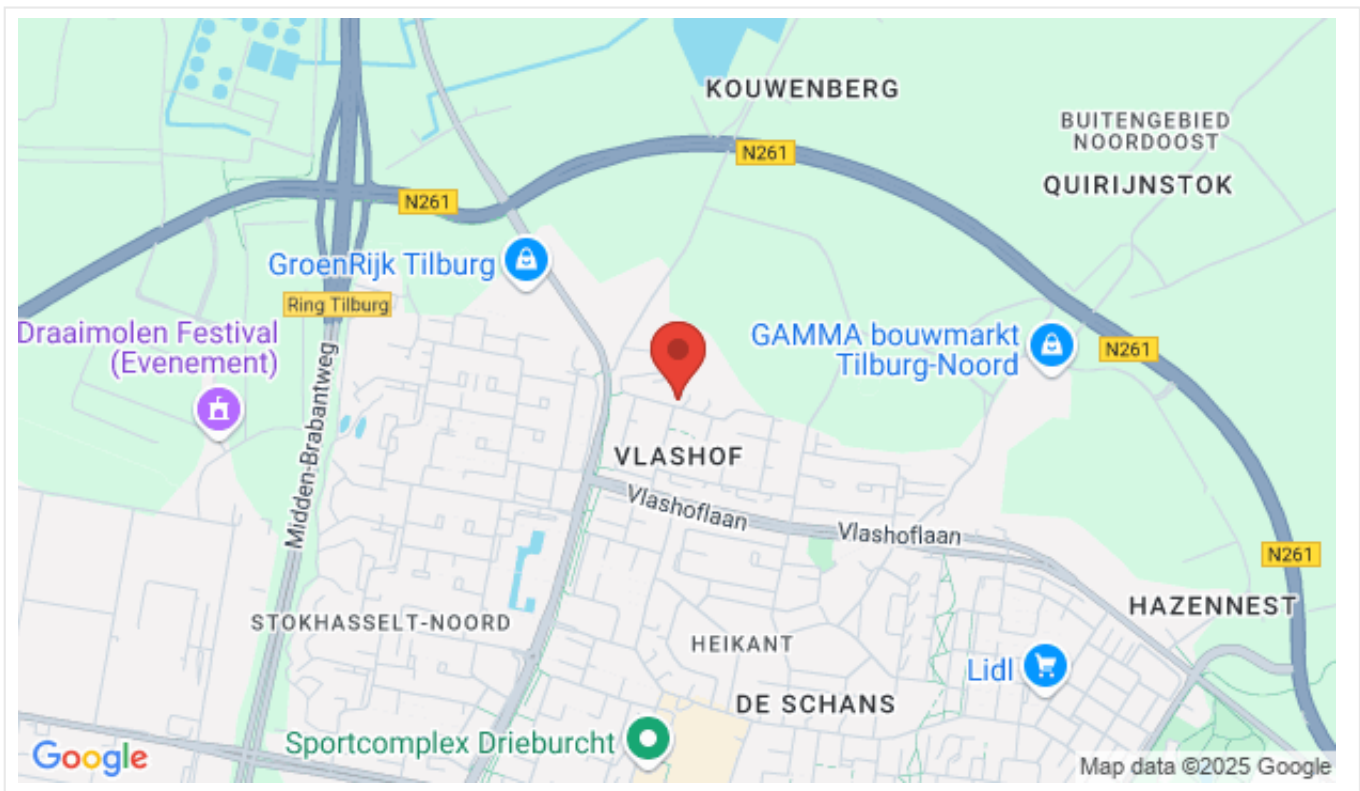 KOUWENBERG
BUITENGEBIED
NOORDOOST
N261
QUIRIJNSTOK
N261
GroenRijk Tilburg
Ring Tilburg
Draaimolen Festival
(Evenement)
GAMMA bouwmarkt
Tilburg-Noord
N261
Midden-Brabantweg
VLASHOF
Vlashoflaan
Vlashoflaan
N261
HAZENNEST
STOKHASSELT-NOORD
HEIKANT
Lidl
DE SCHANS
Sportcomplex Drieburcht
Google
Map data ©2025 Google